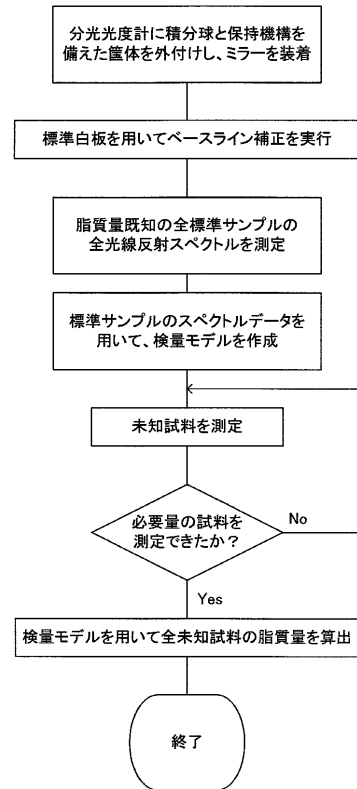 分光光度計に積分球と保持機構を
備えた筐体を外付けし、ミラーを装着
標準白板を用いてベースライン補正を実行
脂質量既知の全標準サンプルの
全光線反射スペクトルを測定
標準サンプルのスペクトルデータを
用いて、検量モデルを作成
未知試料を測定
必要量の試料を
測定できたか？
No
Yes
検量モデルを用いて全未知試料の脂質量を算出
終了